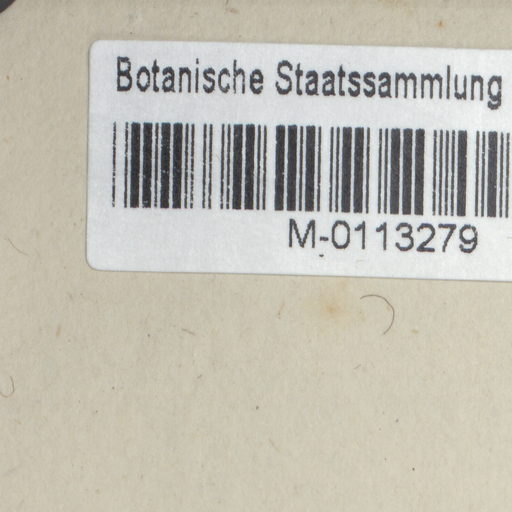 Botanische Staatssammlung
M-0113279